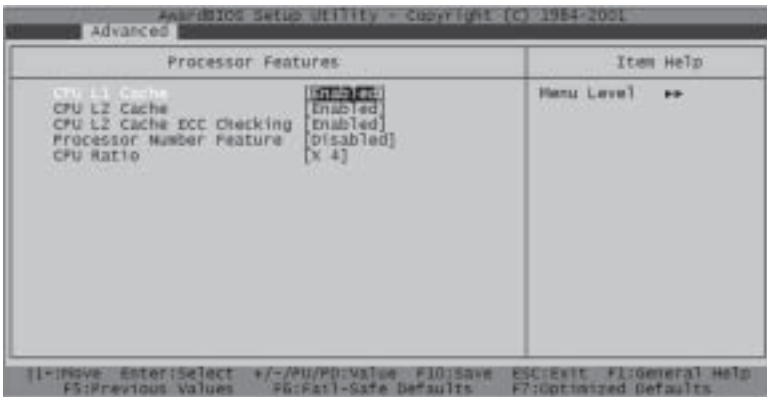 AwardBIOS Setup Utility - Copyright (C) 1984-2001
Advanced
Processor Features
Item Help
CPU L1 Cache [Enabled]
CPU L2 Cache [Enabled]
CPU L2 Cache ECC Checking [Enabled]
Processor Number Feature [Disabled]
CPU Ratio [X 4]
Menu Level ▸▸
:Move Enter:Select +/-/PU/PD:Value F10:Save ESC:Exit F1:General Help
F5:Previous Values F6:Fail-Safe Defaults F7:Optimized Defaults